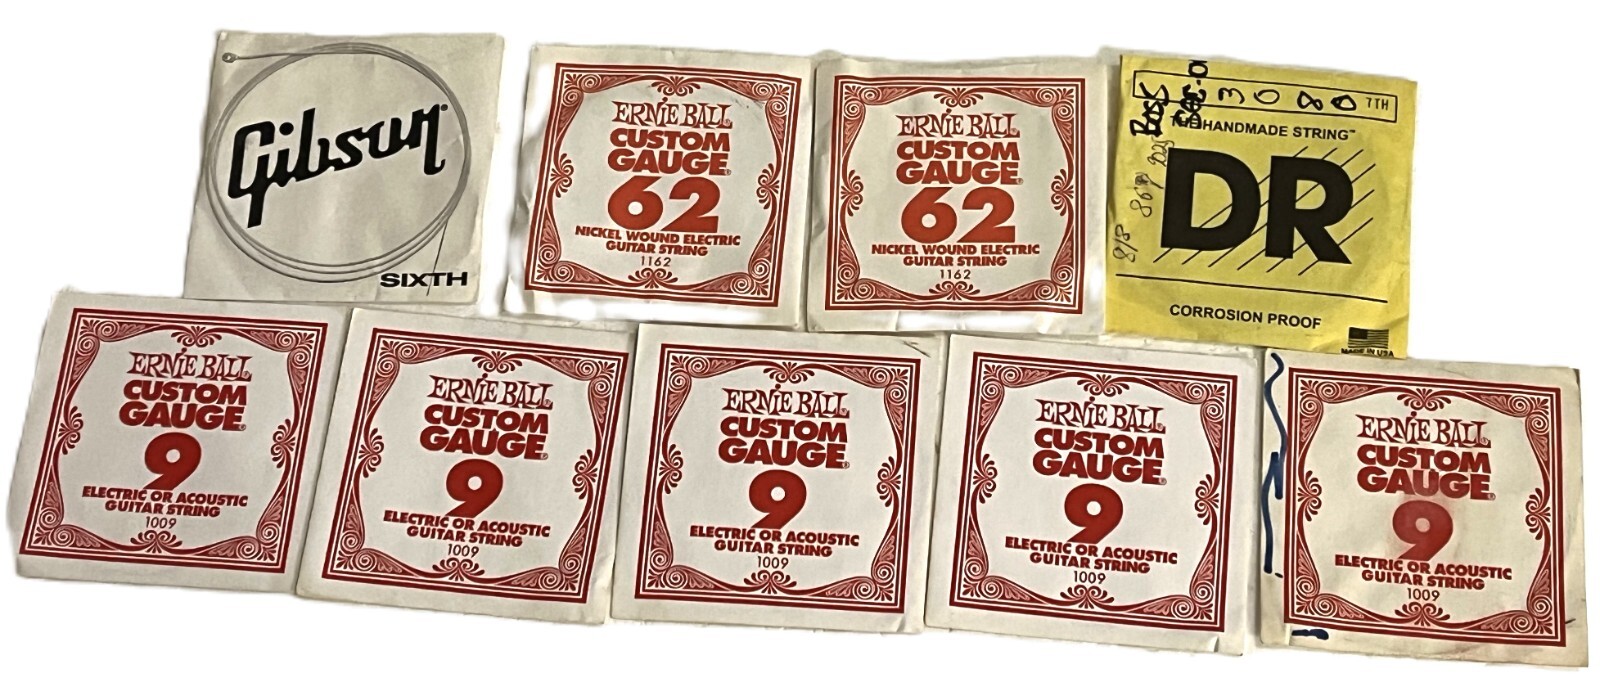 Gibson
SIXTH
ERNIE BALL
CUSTOM
GAUGE®
62
NICKEL WOUND ELECTRIC
GUITAR STRING
1162
ERNIE BALL
CUSTOM
GAUGE®
62
NICKEL WOUND ELECTRIC
GUITAR STRING
1162
30 80 7TH
HANDMADE STRING™
DR
CORROSION PROOF
MADE IN USA
ERNIE BALL
CUSTOM
GAUGE®
9
ELECTRIC OR ACOUSTIC
GUITAR STRING
1009
ERNIE BALL
CUSTOM
GAUGE®
9
ELECTRIC OR ACOUSTIC
GUITAR STRING
1009
ERNIE BALL
CUSTOM
GAUGE®
9
ELECTRIC OR ACOUSTIC
GUITAR STRING
1009
ERNIE BALL
CUSTOM
GAUGE®
9
ELECTRIC OR ACOUSTIC
GUITAR STRING
1009
ERNIE BALL
CUSTOM
GAUGE®
9
ELECTRIC OR ACOUSTIC
GUITAR STRING
1009